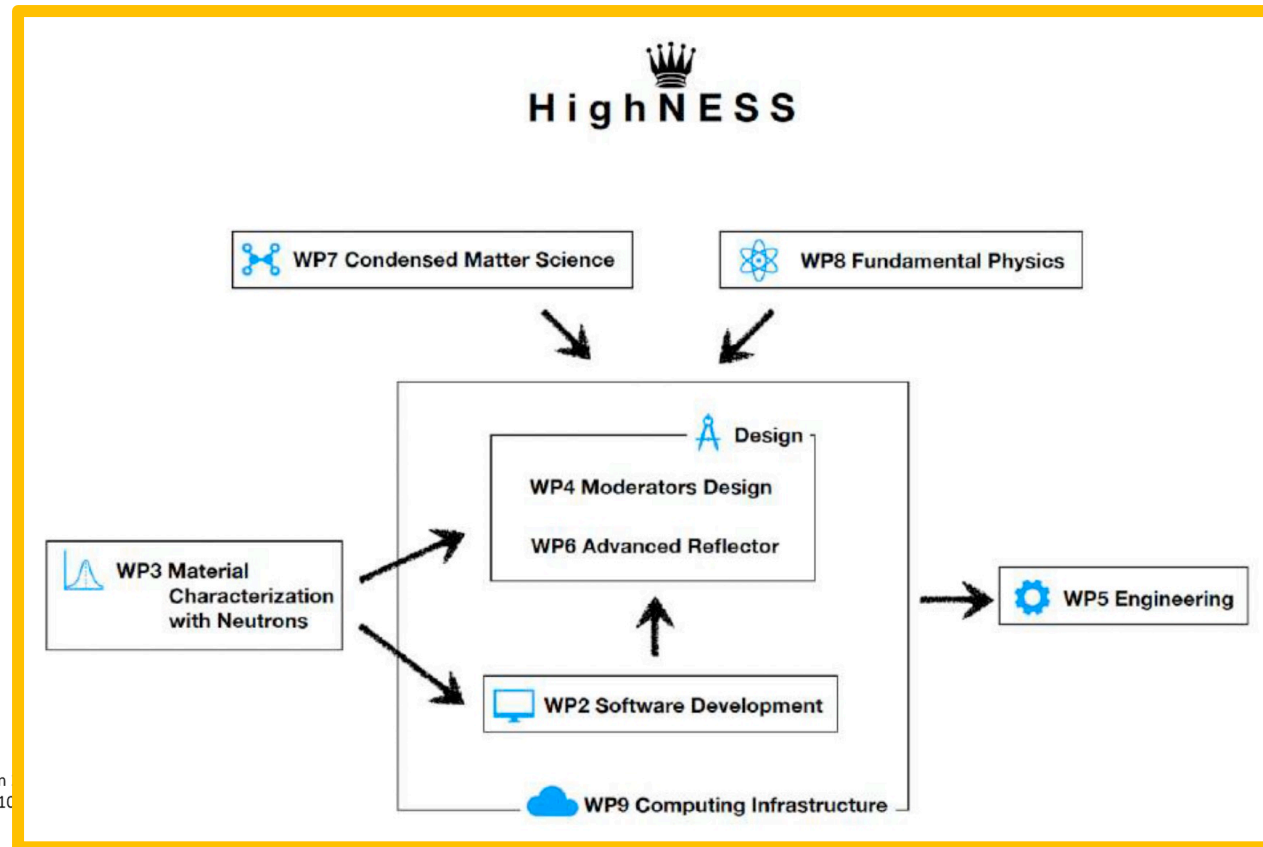 HighNESS
WP7 Condensed Matter Science
WP8 Fundamental Physics
Design
WP4 Moderators Design
WP6 Advanced Reflector
WP3 Material
Characterization
with Neutrons
WP5 Engineering
WP2 Software Development
WP9 Computing Infrastructure